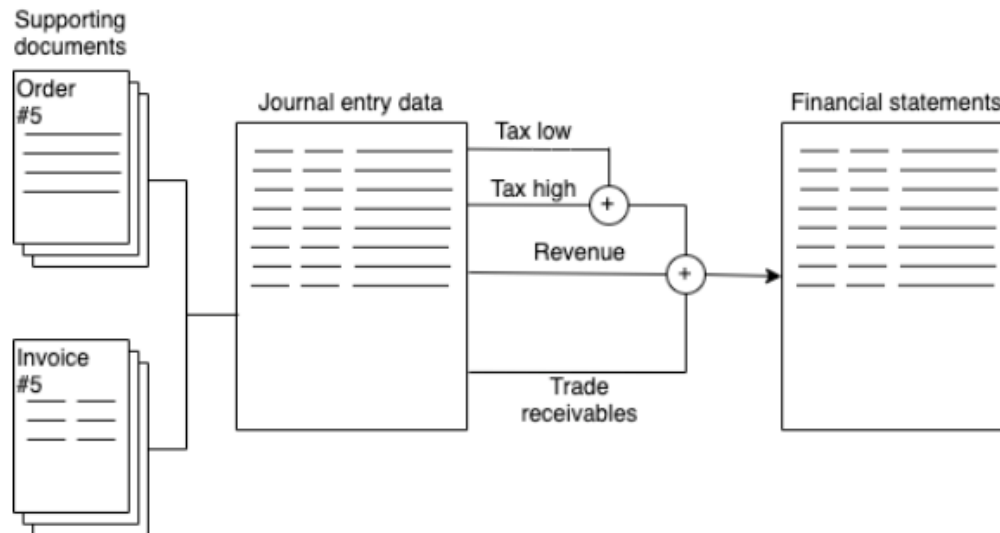 Supporting
documents
Order
#5
Invoice
#5
Journal entry data
Tax low
Tax high
+
Revenue
+
Trade
receivables
Financial statements